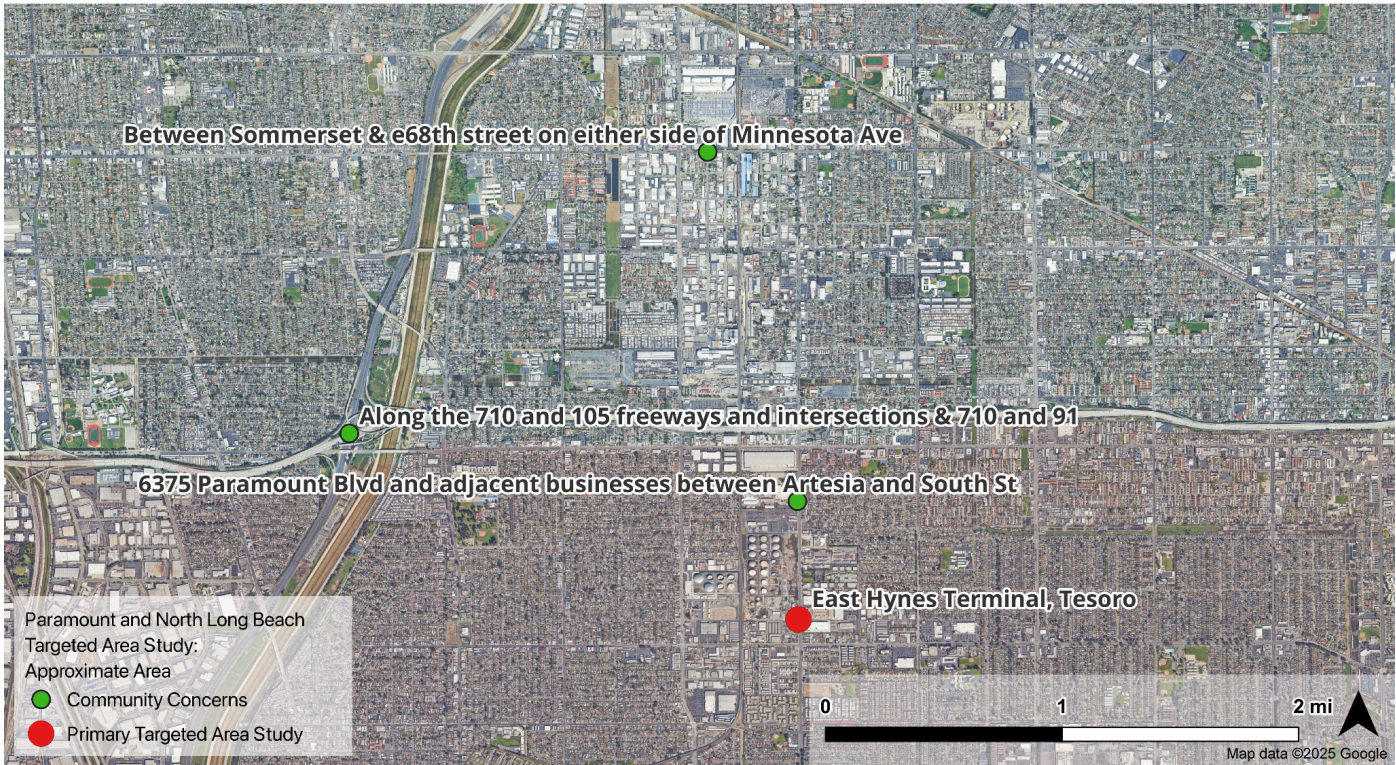 Between Sommerset & e68th street on either side of Minnesota Ave
Along the 710 and 105 freeways and intersections & 710 and 91
6375 Paramount Blvd and adjacent businesses between Artesia and South St
East Hynes Terminal, Tesoro
Paramount and North Long Beach
Targeted Area Study:
Approximate Area
Community Concerns
Primary Targeted Area Study
0 1 2 mi
Map data ©2025 Google